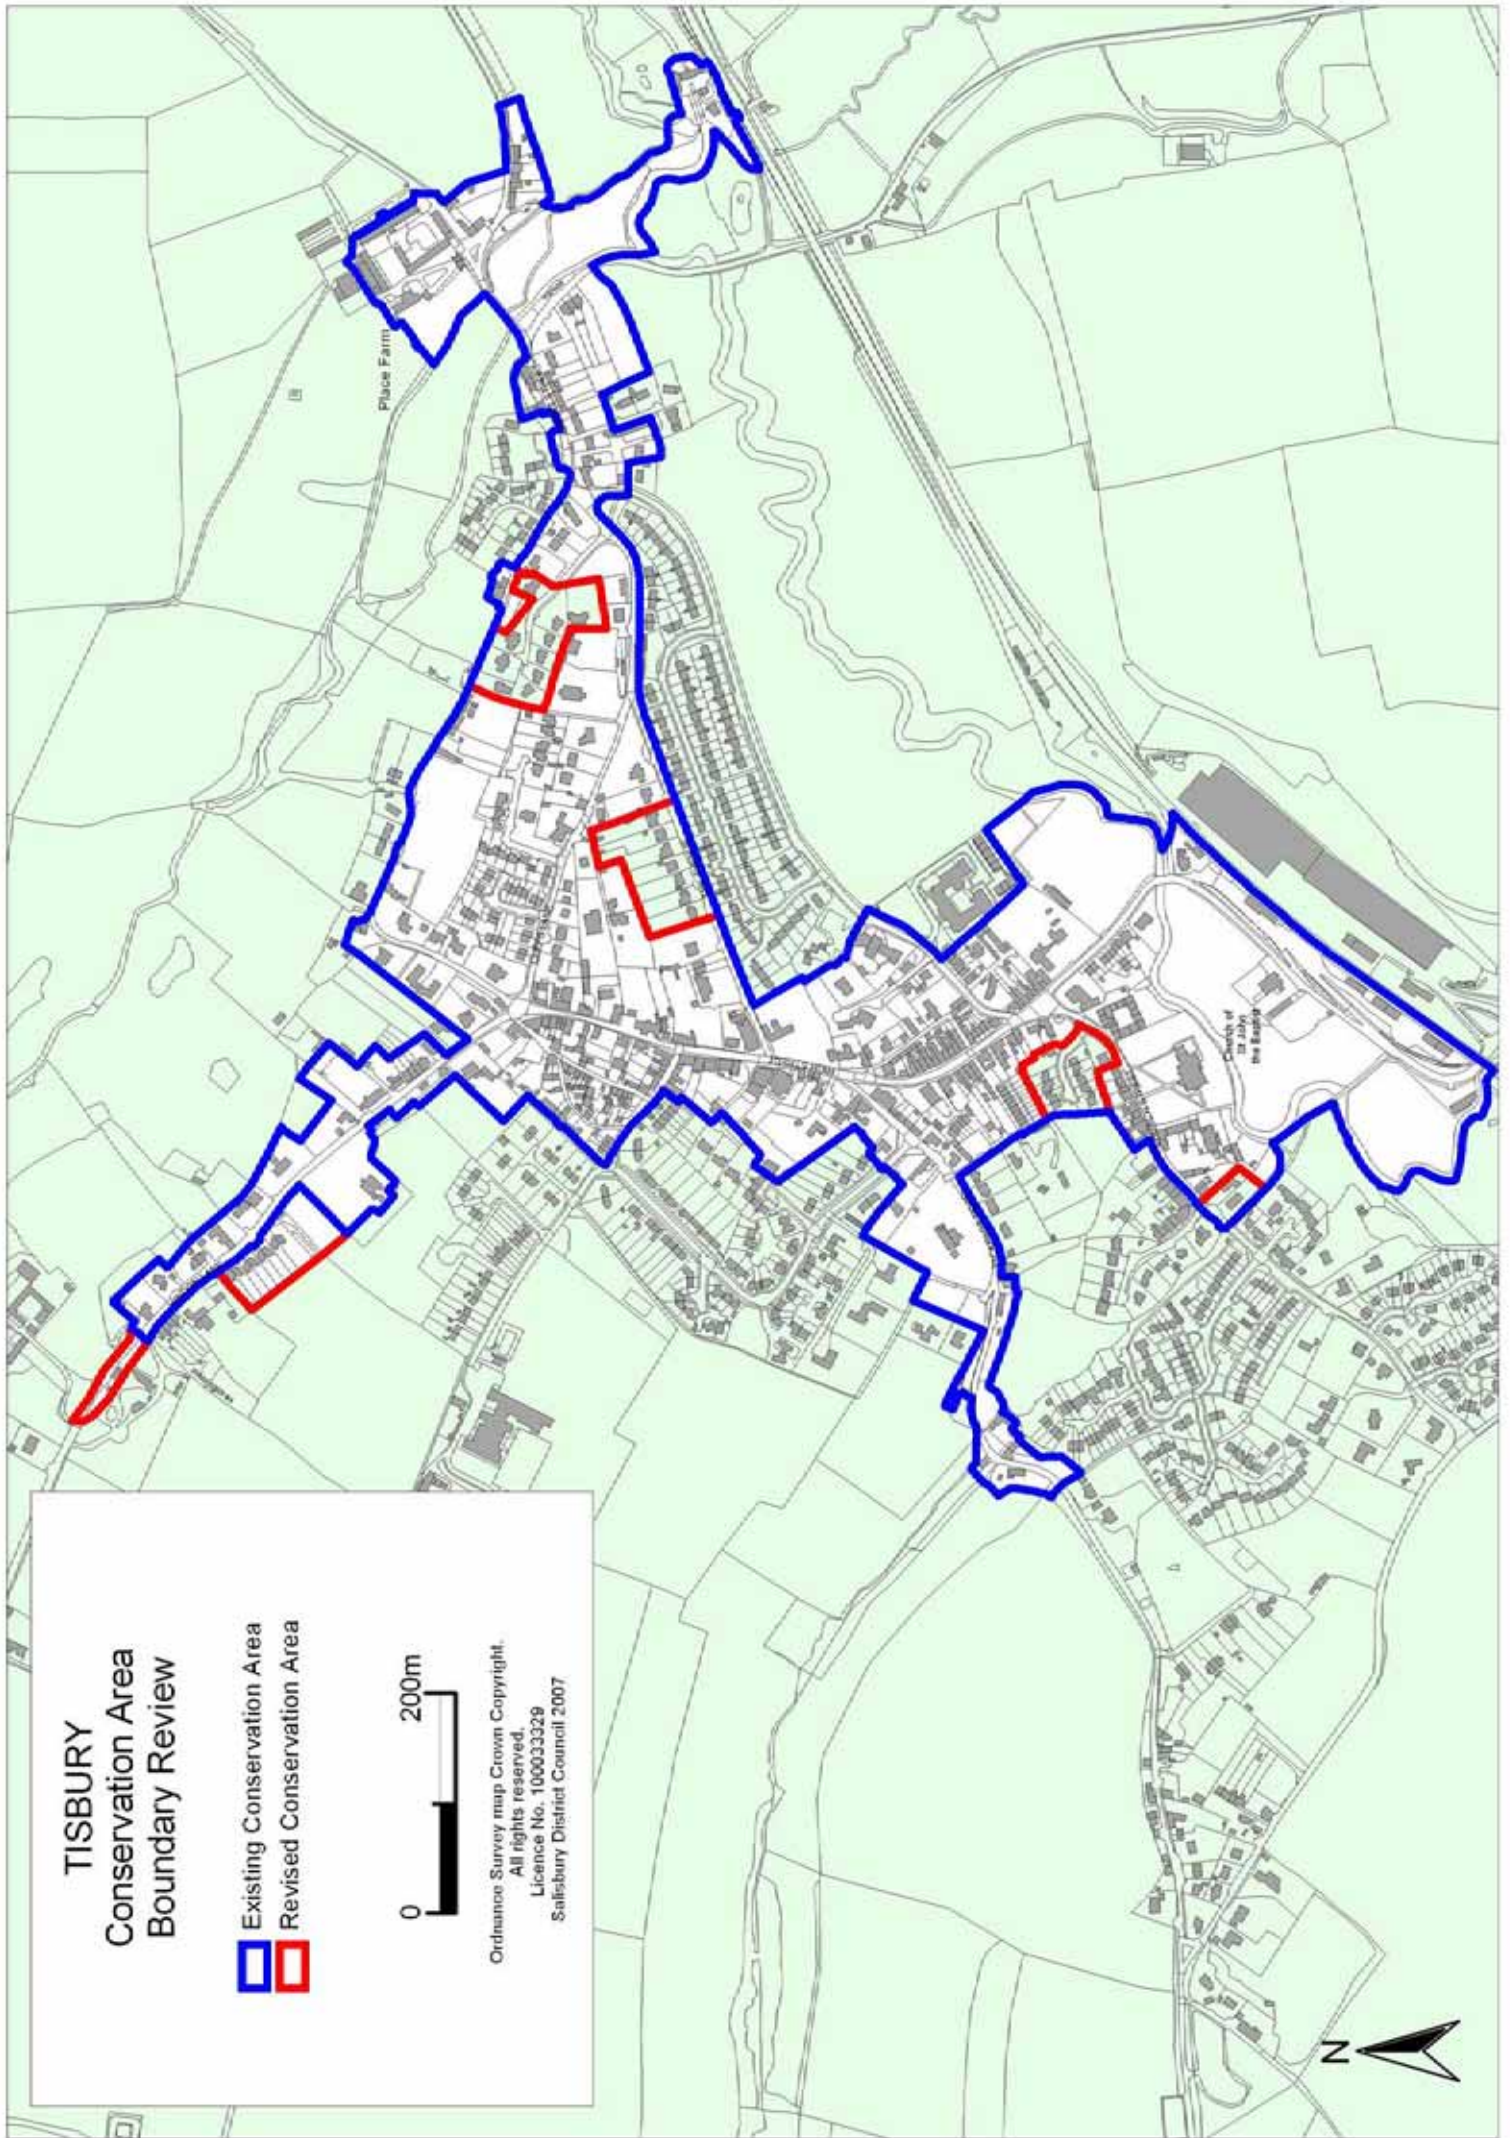 TISBURY
Conservation Area
Boundary Review
Existing Conservation Area
Revised Conservation Area
0 200m
Ordnance Survey map Crown Copyright.
All rights reserved.
Licence No. 100033329
Salisbury District Council 2007
Place Farm
Church of
St John
the Baptist
N